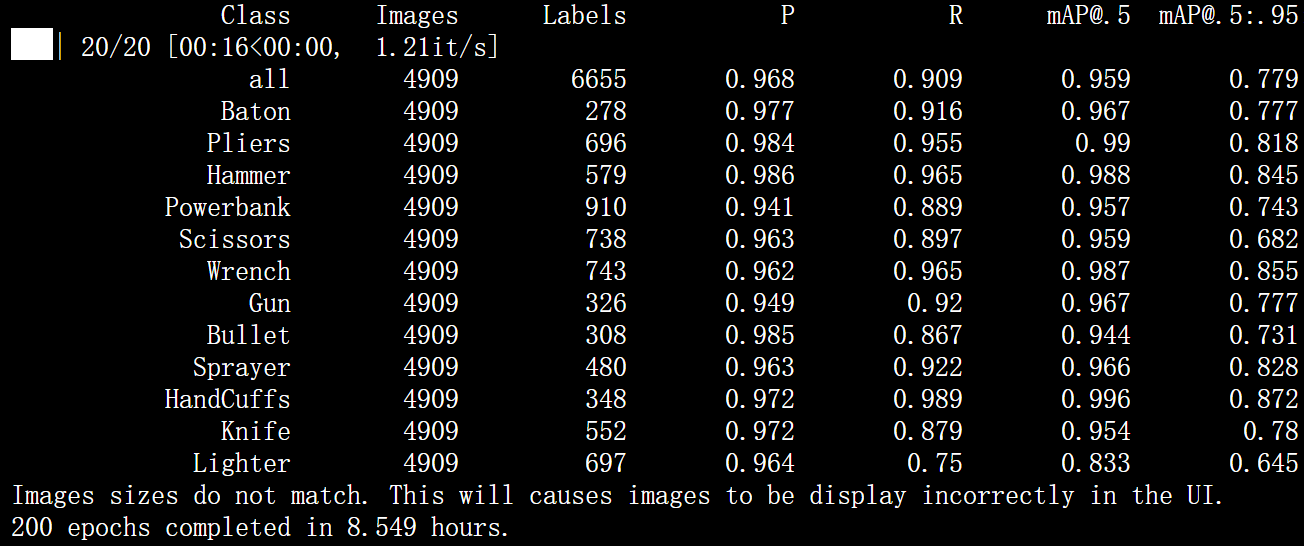 Class Images Labels P R mAP@.5 mAP@.5:.95
| 20/20 [00:16<00:00, 1.21it/s]
all 4909 6655 0.968 0.909 0.959 0.779
Baton 4909 278 0.977 0.916 0.967 0.777
Pliers 4909 696 0.984 0.955 0.99 0.818
Hammer 4909 579 0.986 0.965 0.988 0.845
Powerbank 4909 910 0.941 0.889 0.957 0.743
Scissors 4909 738 0.963 0.897 0.959 0.682
Wrench 4909 743 0.962 0.965 0.987 0.855
Gun 4909 326 0.949 0.92 0.967 0.777
Bullet 4909 308 0.985 0.867 0.944 0.731
Sprayer 4909 480 0.963 0.922 0.966 0.828
HandCuffs 4909 348 0.972 0.989 0.996 0.872
Knife 4909 552 0.972 0.879 0.954 0.78
Lighter 4909 697 0.964 0.75 0.833 0.645
Images sizes do not match. This will causes images to be display incorrectly in the UI.
200 epochs completed in 8.549 hours.